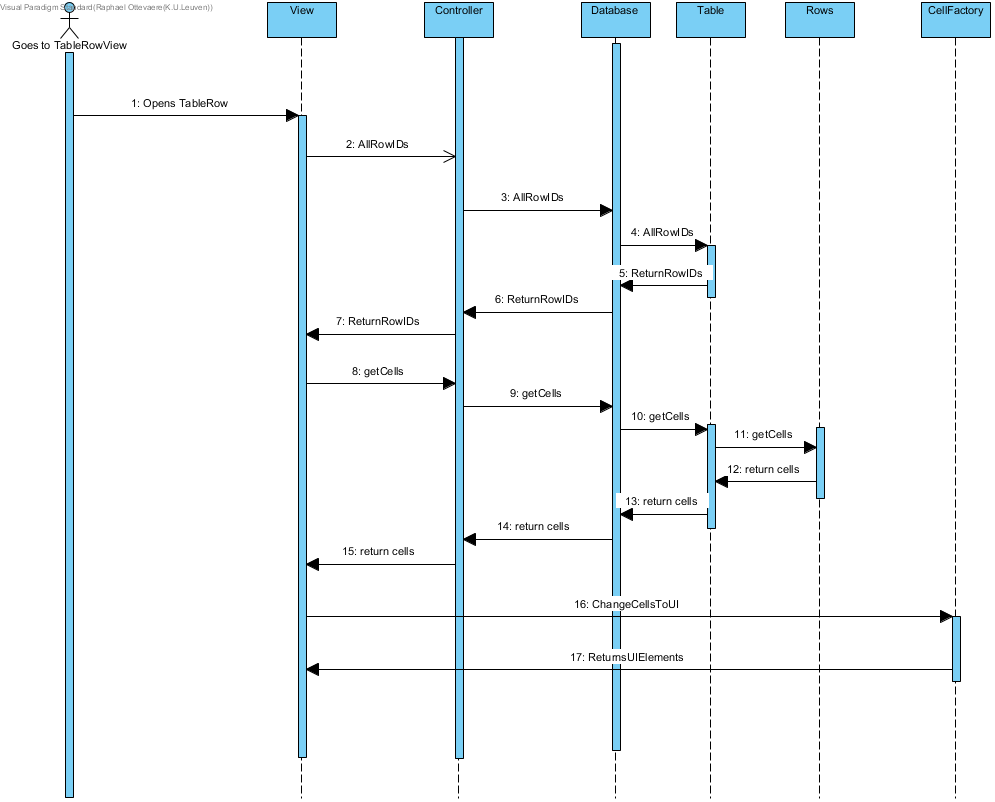 Visual Paradigm Standard(Raphael Ottevaere(K.U.Leuven))
View
Controller
Database
Table
Rows
CellFactory
Goes to TableRowView
1: Opens TableRow
2: AllRowIDs
3: AllRowIDs
4: AllRowIDs
5: ReturnRowIDs
6: ReturnRowIDs
7: ReturnRowIDs
8: getCells
9: getCells
10: getCells
11: getCells
12: return cells
13: return cells
14: return cells
15: return cells
16: ChangeCellsToUI
17: ReturnsUIElements